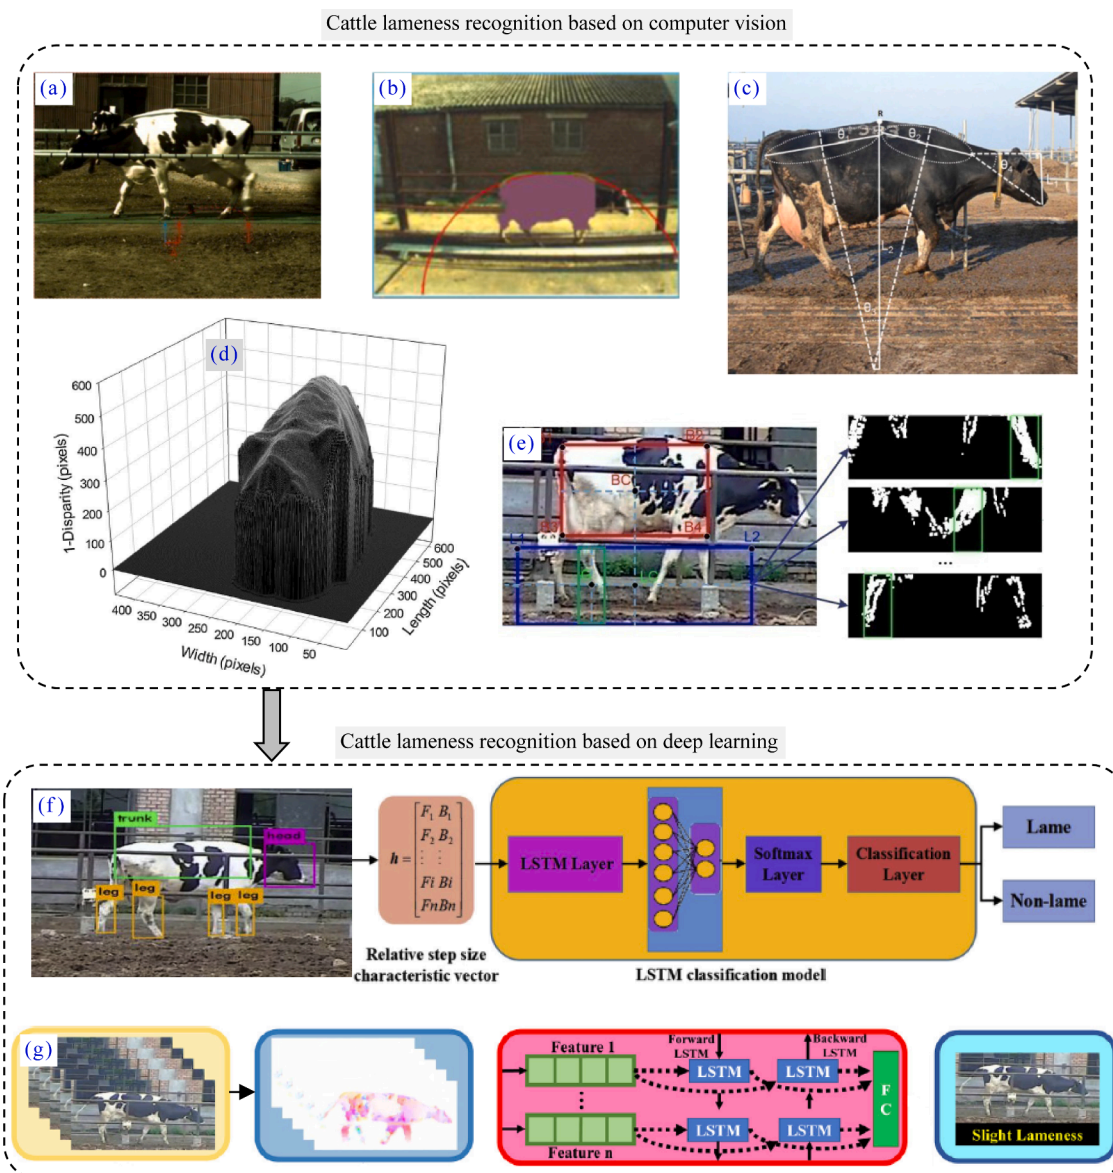 Cattle lameness recognition based on computer vision
(a)
(b)
(c)
R
θ
θ
θ
θ
L2
(d)
1-Disparity (pixels)
600
500
400
300
200
100
0
400
350
300
250
200
150
100
50
Width (pixels)
100
200
300
400
500
600
Length (pixels)
(e)
B2
BC
B3
B4
L1
L2
LC
...
Cattle lameness recognition based on deep learning
(f)
trunk
head
leg
leg
leg
leg
h =
F1 B1
F2 B2
⋮ ⋮
Fi Bi
FnBn
Relative step size
characteristic vector
LSTM Layer
Softmax
Layer
Classification
Layer
LSTM classification model
Lame
Non-lame
(g)
Feature 1
⋮
Feature n
Forward
LSTM
Backward
LSTM
LSTM
LSTM
LSTM
LSTM
F
C
Slight Lameness